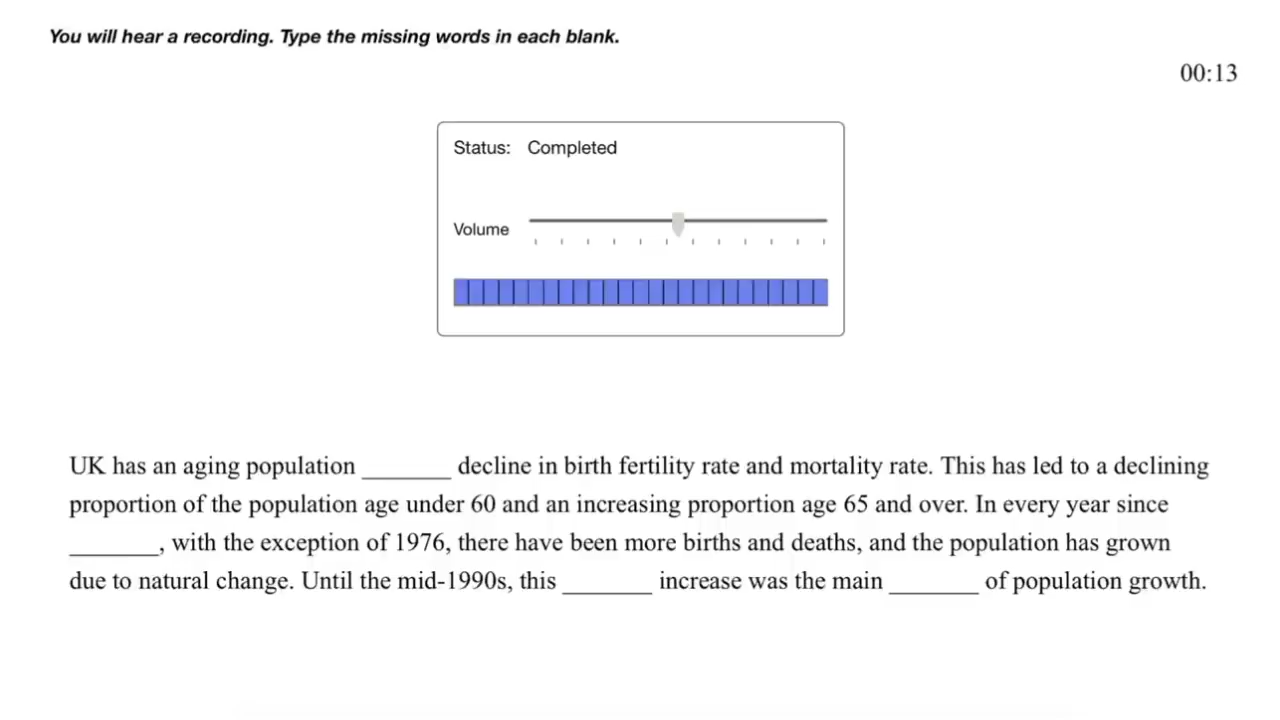 You will hear a recording. Type the missing words in each blank.
00:13
Status: Completed
Volume
UK has an aging population _______ decline in birth fertility rate and mortality rate. This has led to a declining
proportion of the population age under 60 and an increasing proportion age 65 and over. In every year since
_______, with the exception of 1976, there have been more births and deaths, and the population has grown
due to natural change. Until the mid-1990s, this _______ increase was the main _______ of population growth.